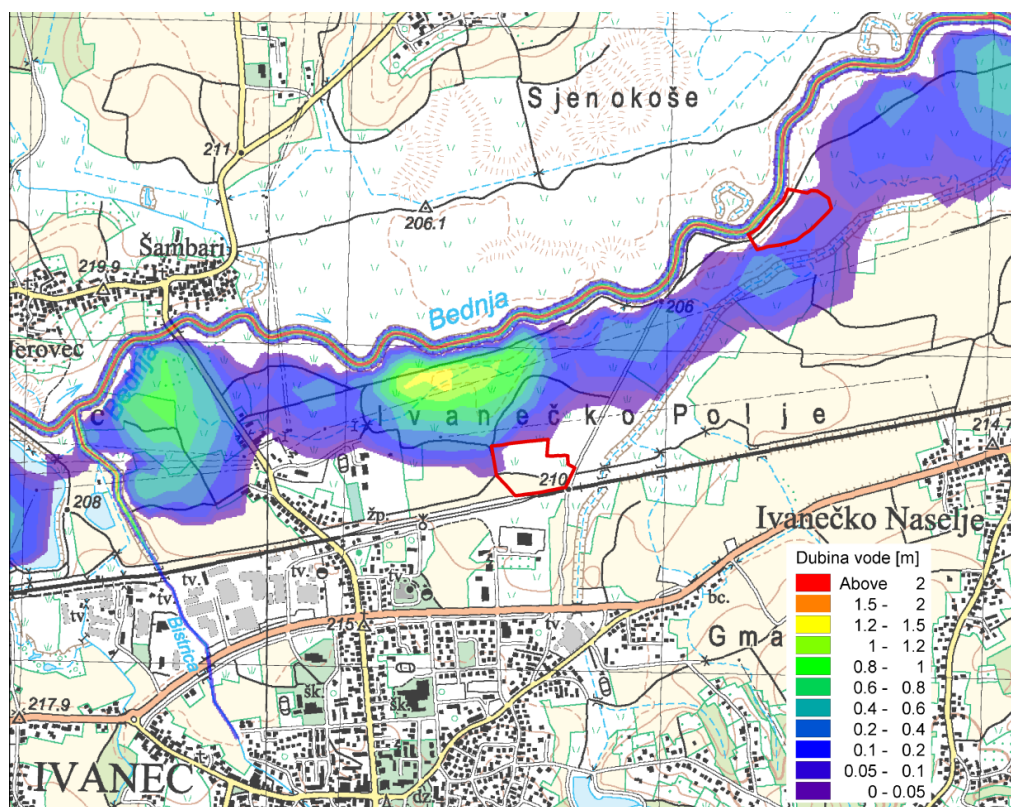 Sjenokoše
211
206.1
Šambari
219.9
Jerovec
Bednja
206
Bednja
Ivanečko Polje
214.7
210
208
žp.
Ivanečko Naselje
tv.
tv.
tv.
tv.
tv.
bc.
tv.
215
Bistrica
Gma
šk.
šk.
217.9
IVANEC
dz.
Dubina vode [m]
Above 2
1.5 - 2
1.2 - 1.5
1 - 1.2
0.8 - 1
0.6 - 0.8
0.4 - 0.6
0.2 - 0.4
0.1 - 0.2
0.05 - 0.1
0 - 0.05